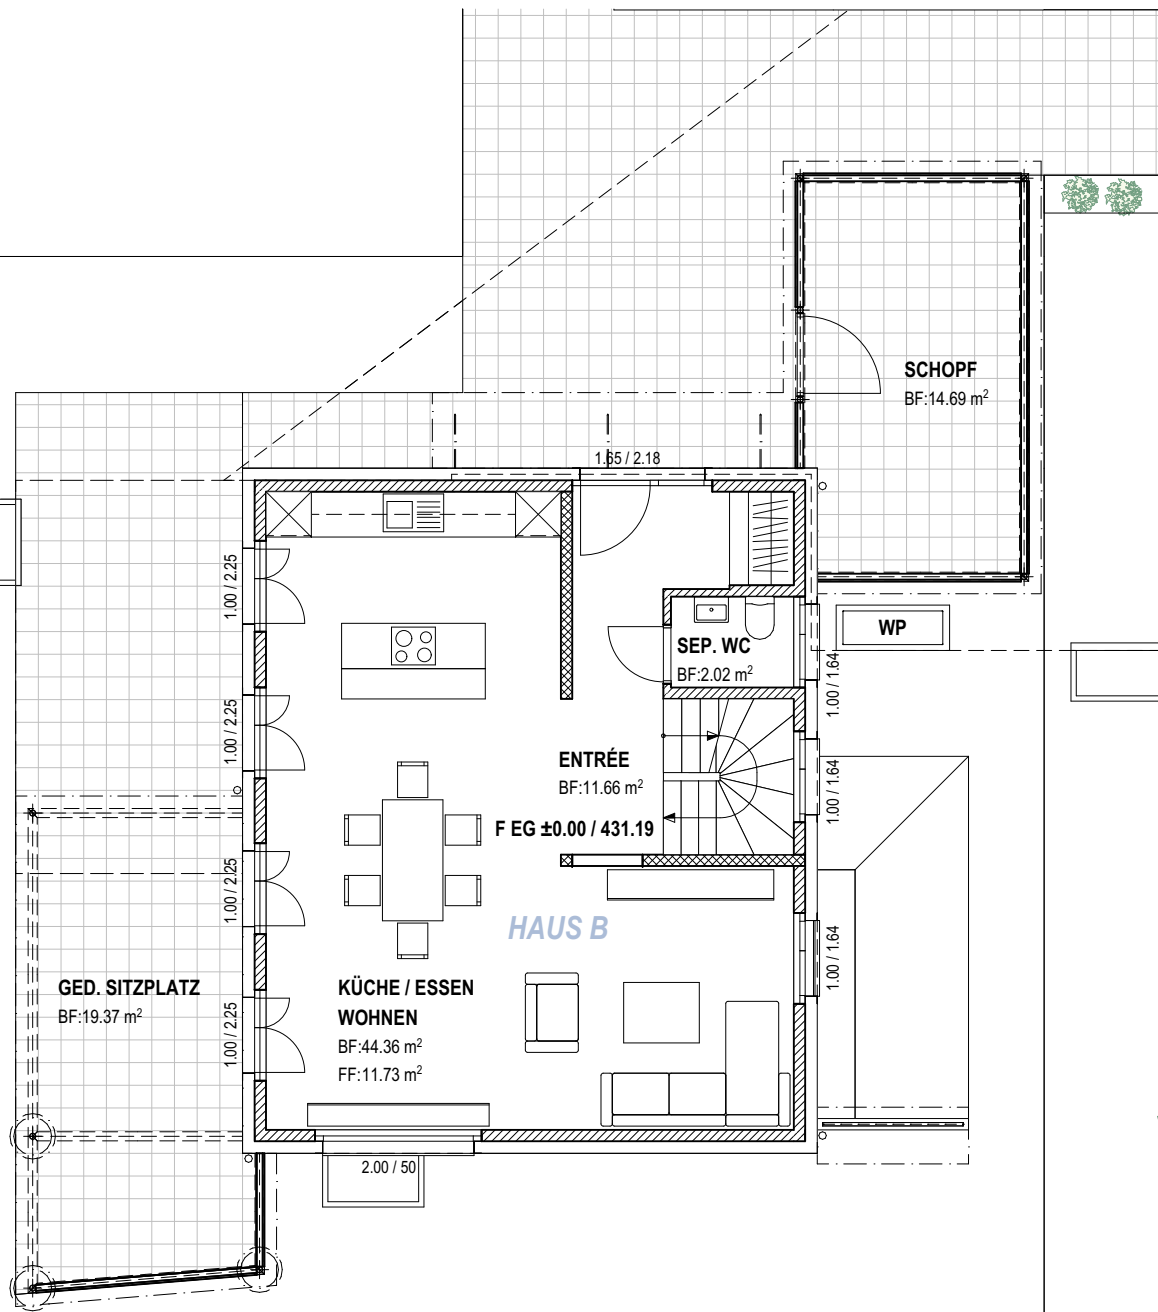 SCHOPF
BF:14.69 m²
1.65 / 2.18
1.00 / 2.25
WP
SEP. WC
BF:2.02 m²
1.00 / 1.64
1.00 / 2.25
ENTRÉE
BF:11.66 m²
1.00 / 1.64
F EG ±0.00 / 431.19
1.00 / 2.25
HAUS B
1.00 / 1.64
GED. SITZPLATZ
BF:19.37 m²
1.00 / 2.25
KÜCHE / ESSEN
WOHNEN
BF:44.36 m²
FF:11.73 m²
2.00 / 50